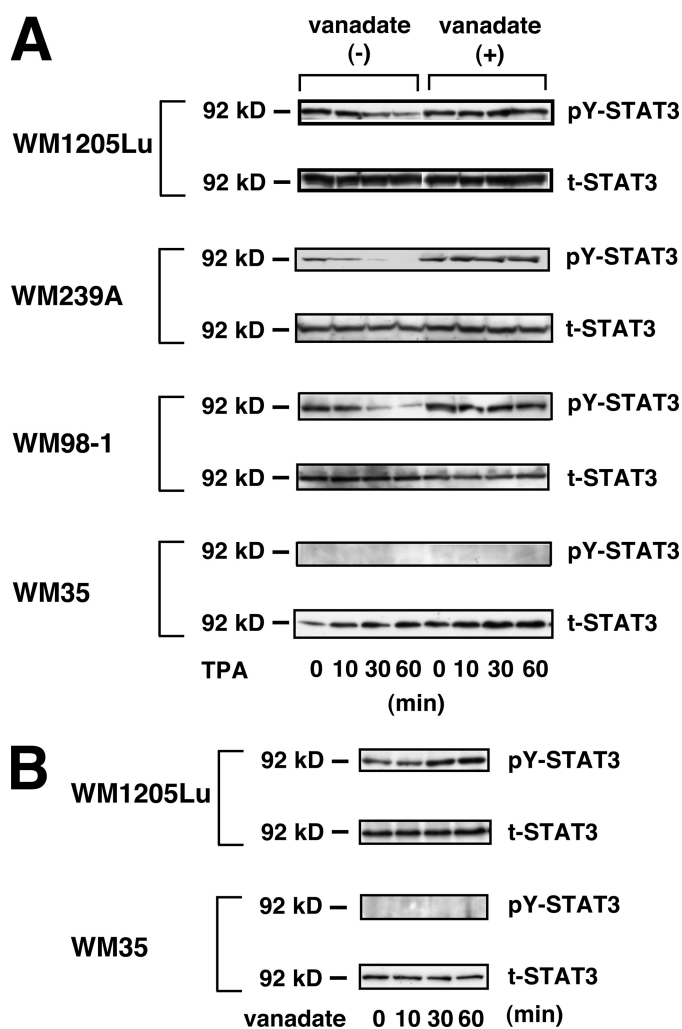 A
vanadate (-) vanadate (+)
WM1205Lu
92 kD – pY-STAT3
92 kD – t-STAT3
WM239A
92 kD – pY-STAT3
92 kD – t-STAT3
WM98-1
92 kD – pY-STAT3
92 kD – t-STAT3
WM35
92 kD – pY-STAT3
92 kD – t-STAT3
TPA 0 10 30 60 0 10 30 60
(min)
B
WM1205Lu
92 kD – pY-STAT3
92 kD – t-STAT3
WM35
92 kD – pY-STAT3
92 kD – t-STAT3
vanadate 0 10 30 60 (min)